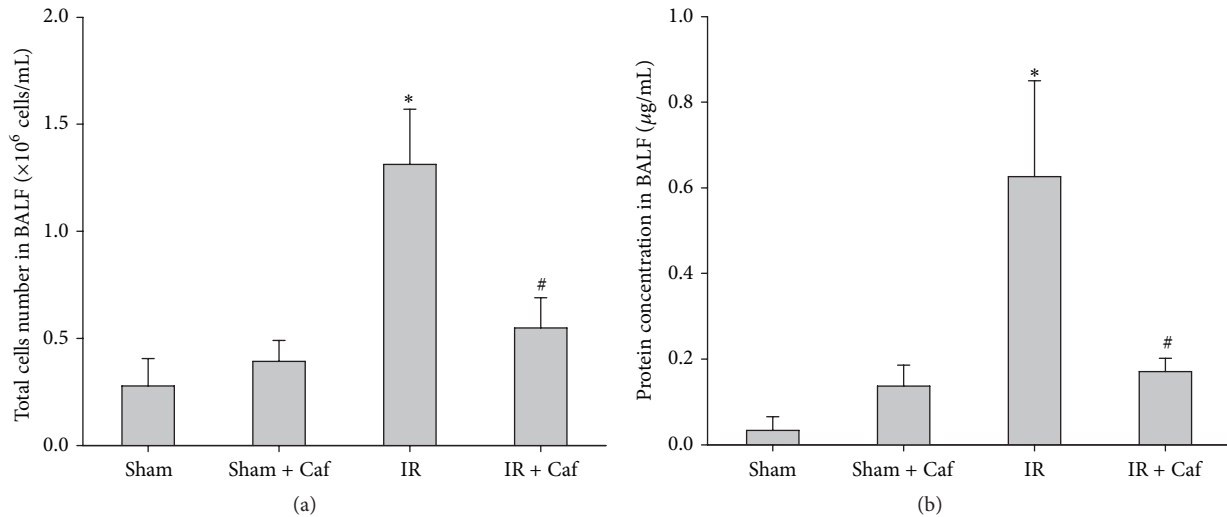 Total cells number in BALF (×10⁶ cells/mL)
2.0
1.5
1.0
0.5
0.0
*
#
Sham
Sham + Caf
IR
IR + Caf
(a)
Protein concentration in BALF (μg/mL)
1.0
0.8
0.6
0.4
0.2
0.0
*
#
Sham
Sham + Caf
IR
IR + Caf
(b)